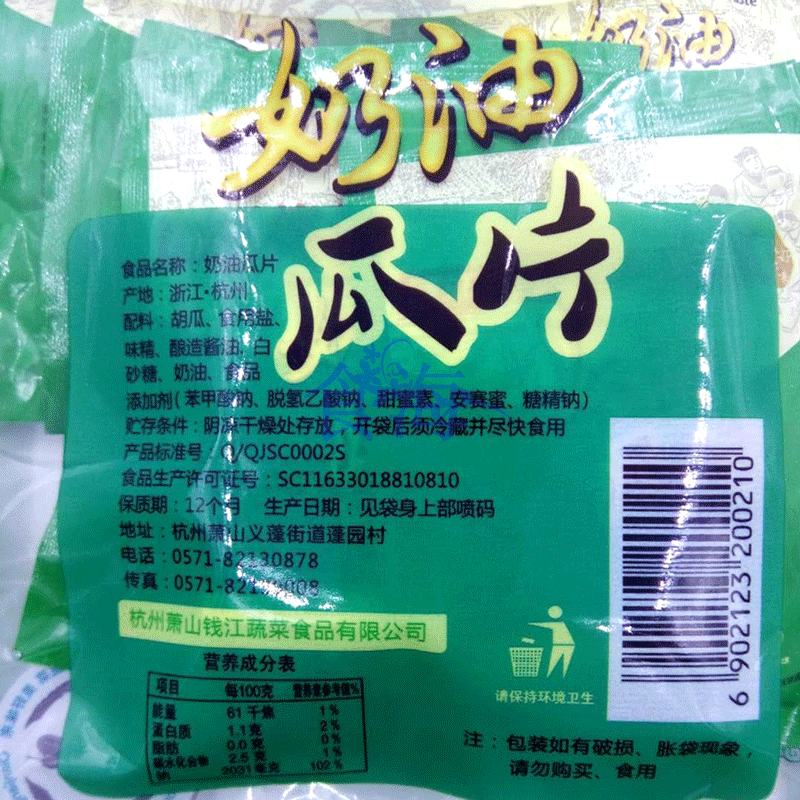 奶油
瓜片
食品名称：奶油瓜片
产地：浙江·杭州
配料：胡瓜、食用盐、
味精、酿造酱油、白
砂糖、奶油、食品
添加剂（苯甲酸钠、脱氢乙酸钠、甜蜜素、安赛蜜、糖精钠）
贮存条件：阴凉干燥处存放，开袋后须冷藏并尽快食用
产品标准号：Q/QJSC0002S
食品生产许可证号：SC11633018810810
保质期：12个月 生产日期：见袋身上部喷码
地址：杭州萧山义蓬街道蓬园村
电话：0571-82130878
传真：0571-
杭州萧山钱江蔬菜食品有限公司
营养成分表
项目 每100克 营养素参考值%
能量 61千焦 1%
蛋白质 1.1克 2%
脂肪 0.0克 0%
碳水化合物 2.5克 1%
钠 2031毫克 102%
请保持环境卫生
6 902123 200210
注：包装如有破损、胀袋现象，
请勿购买、食用
奶油
食海